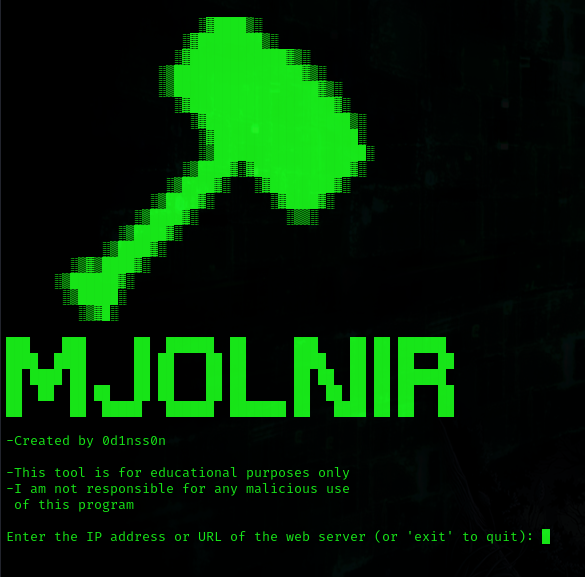 MJOLNIR
-Created by 0d1nss0n
-This tool is for educational purposes only
-I am not responsible for any malicious use
of this program
Enter the IP address or URL of the web server (or 'exit' to quit):